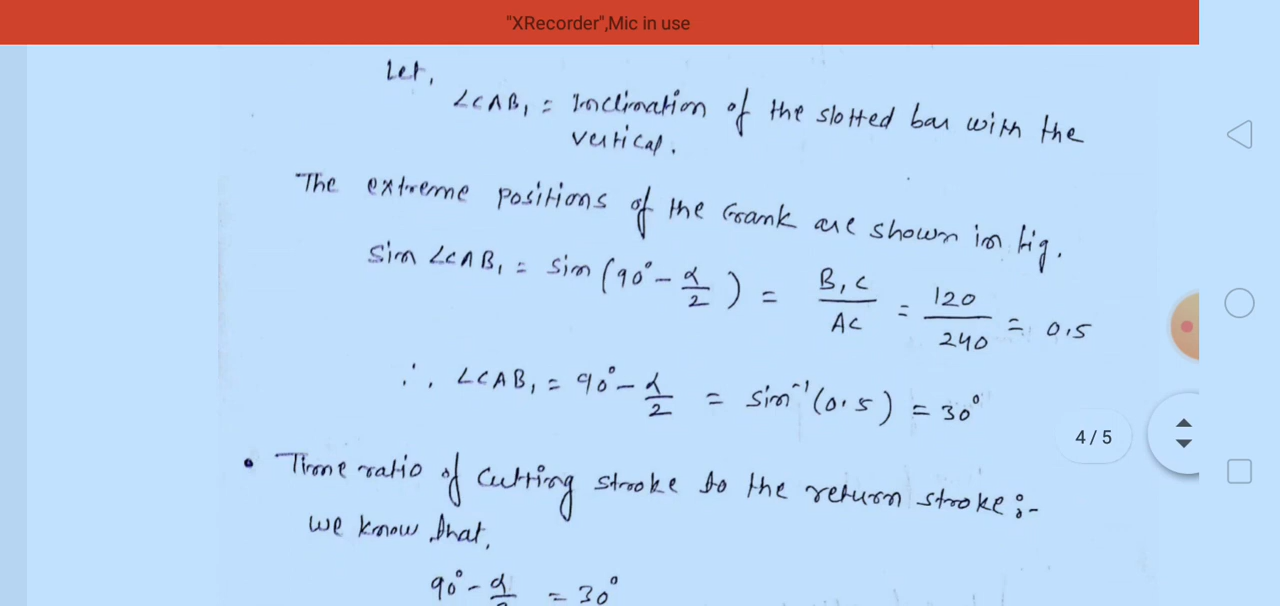 "XRecorder",Mic in use
Let,
∠CAB₁ = Inclination of the slotted bar with the
vertical.
The extreme positions of the Crank are shown in fig.
Sin ∠CAB₁ = Sin (90° - α/2) = B₁C/AC = 120/240 = 0.5
∴ ∠CAB₁ = 90° - α/2 = Sin⁻¹(0.5) = 30°
4/5
• Time ratio of Cutting stroke to the return stroke :-
we know that,
90° - α/2 = 30°